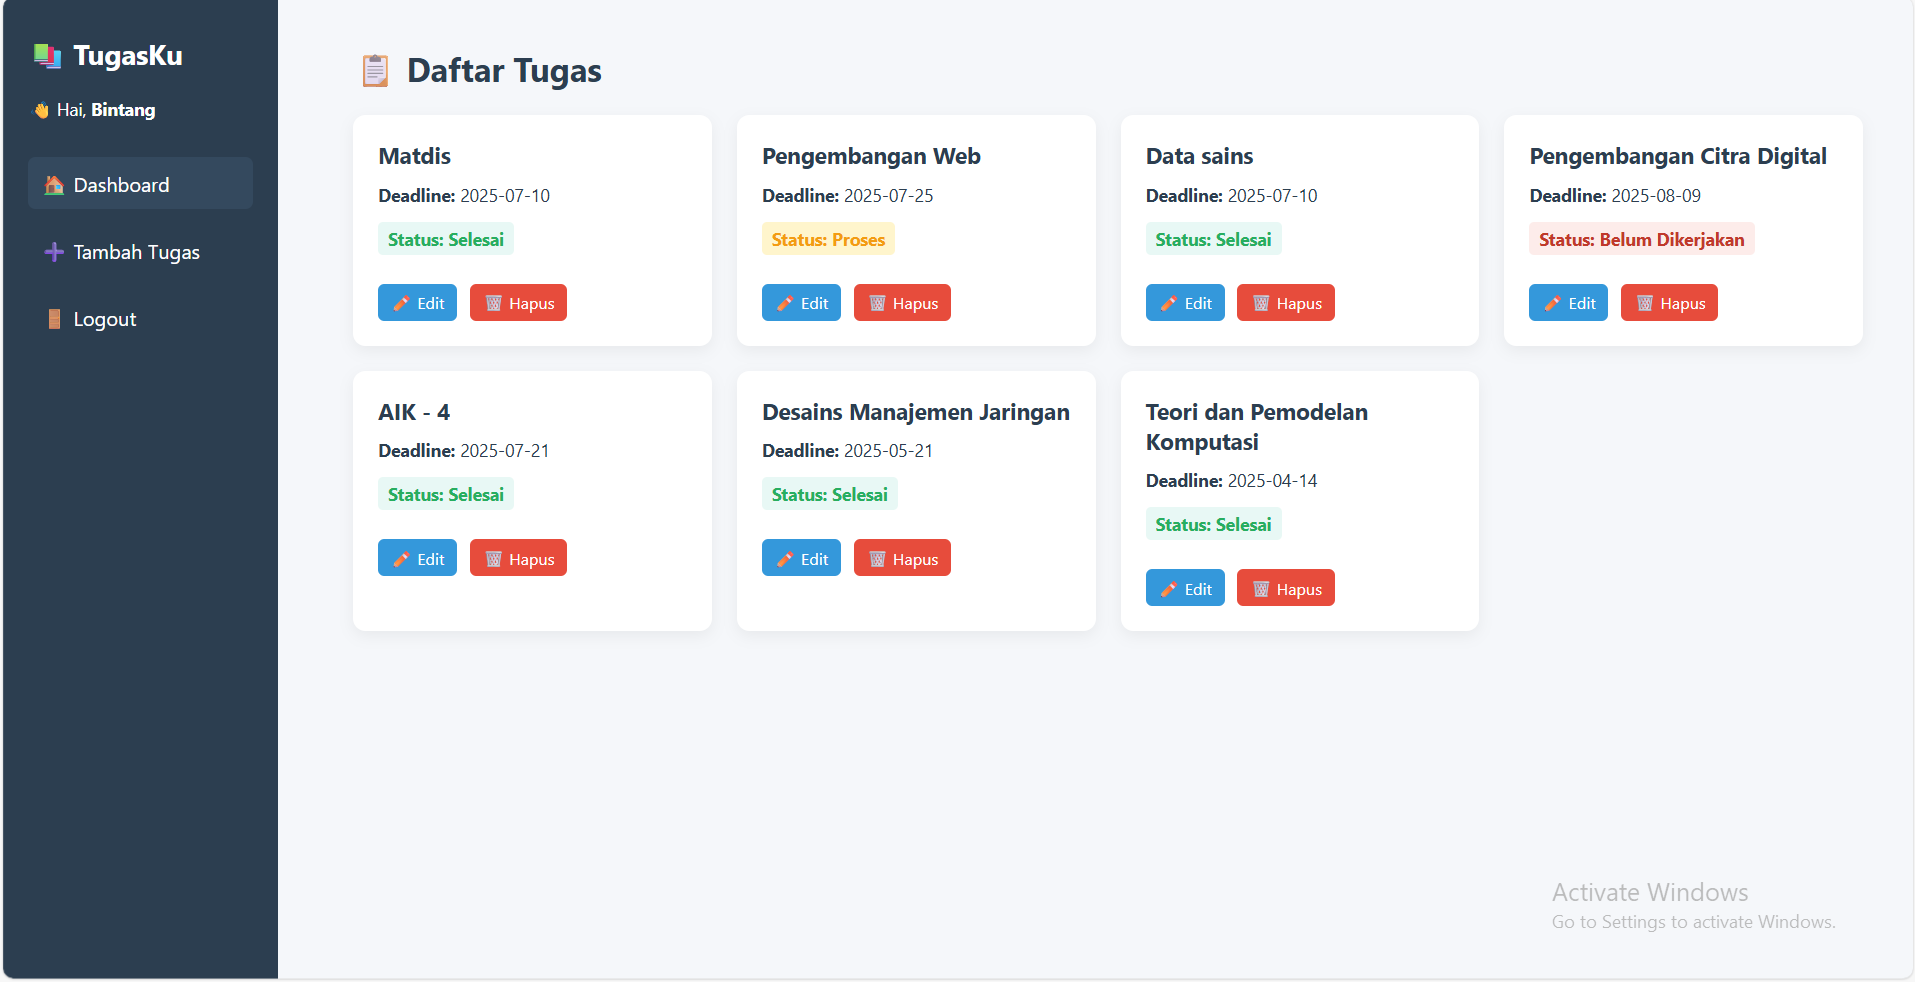 TugasKu
Hai, Bintang
Dashboard
Tambah Tugas
Logout
Daftar Tugas
Matdis
Deadline: 2025-07-10
Status: Selesai
Edit Hapus
Pengembangan Web
Deadline: 2025-07-25
Status: Proses
Edit Hapus
Data sains
Deadline: 2025-07-10
Status: Selesai
Edit Hapus
Pengembangan Citra Digital
Deadline: 2025-08-09
Status: Belum Dikerjakan
Edit Hapus
AIK - 4
Deadline: 2025-07-21
Status: Selesai
Edit Hapus
Desains Manajemen Jaringan
Deadline: 2025-05-21
Status: Selesai
Edit Hapus
Teori dan Pemodelan
Komputasi
Deadline: 2025-04-14
Status: Selesai
Edit Hapus
Activate Windows
Go to Settings to activate Windows.